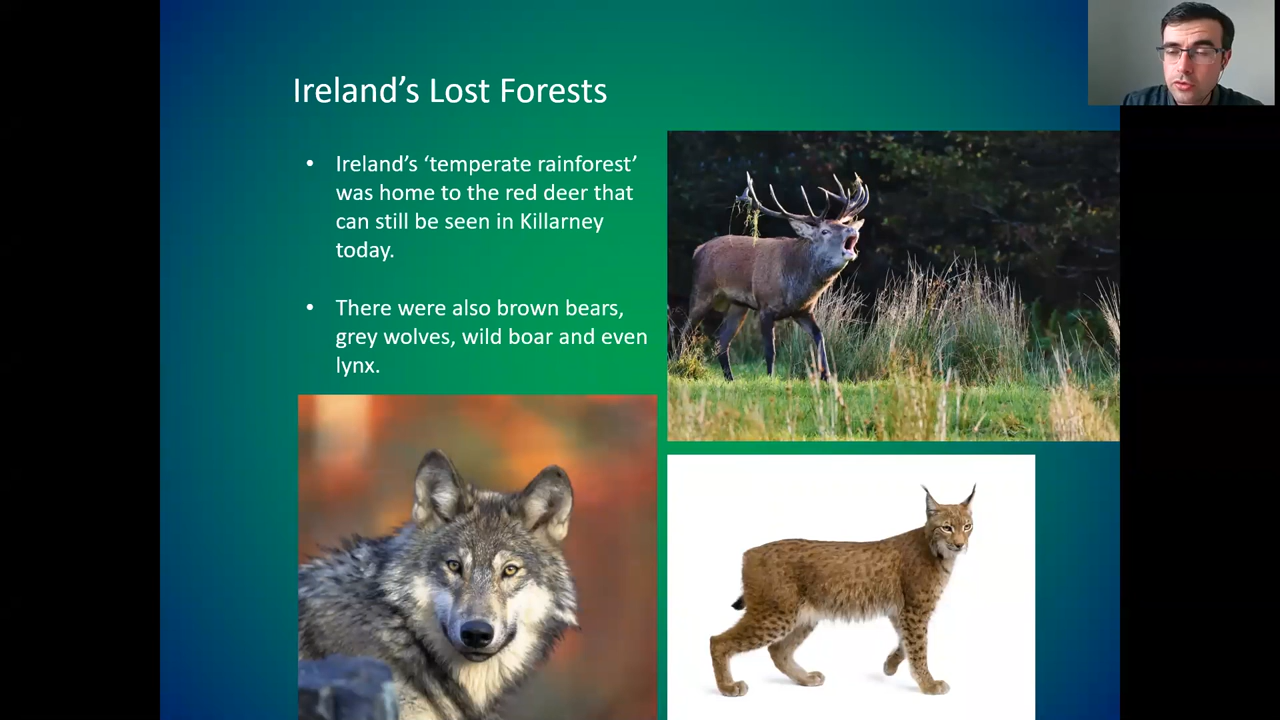 Ireland’s Lost Forests
• Ireland’s ‘temperate rainforest’
was home to the red deer that
can still be seen in Killarney
today.
• There were also brown bears,
grey wolves, wild boar and even
lynx.